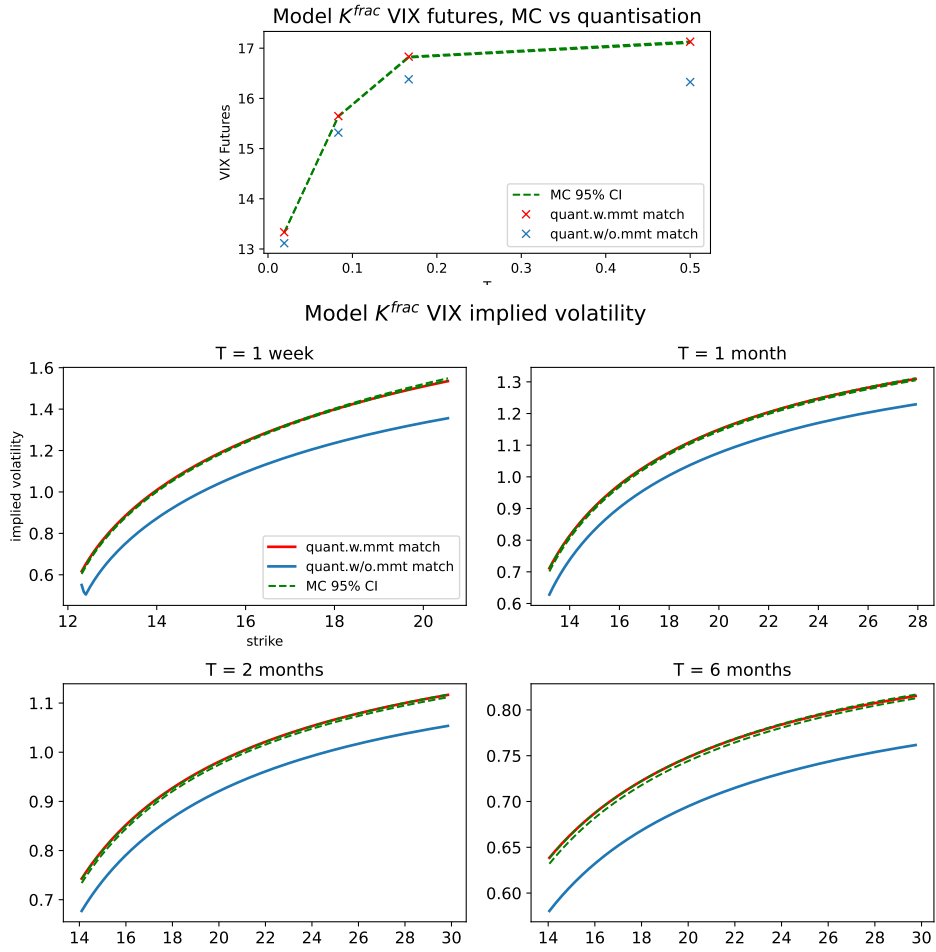 Model K^frac VIX futures, MC vs quantisation
17
16
15
14
13
VIX Futures
MC 95% CI
quant.w.mmt match
quant.w/o.mmt match
0.0 0.1 0.2 0.3 0.4 0.5
Model K^frac VIX implied volatility
T = 1 week
1.6
1.4
1.2
1.0
0.8
0.6
implied volatility
quant.w.mmt match
quant.w/o.mmt match
MC 95% CI
12 14 16 18 20
strike
T = 1 month
1.3
1.2
1.1
1.0
0.9
0.8
0.7
0.6
14 16 18 20 22 24 26 28
T = 2 months
1.1
1.0
0.9
0.8
0.7
14 16 18 20 22 24 26 28 30
T = 6 months
0.80
0.75
0.70
0.65
0.60
14 16 18 20 22 24 26 28 30